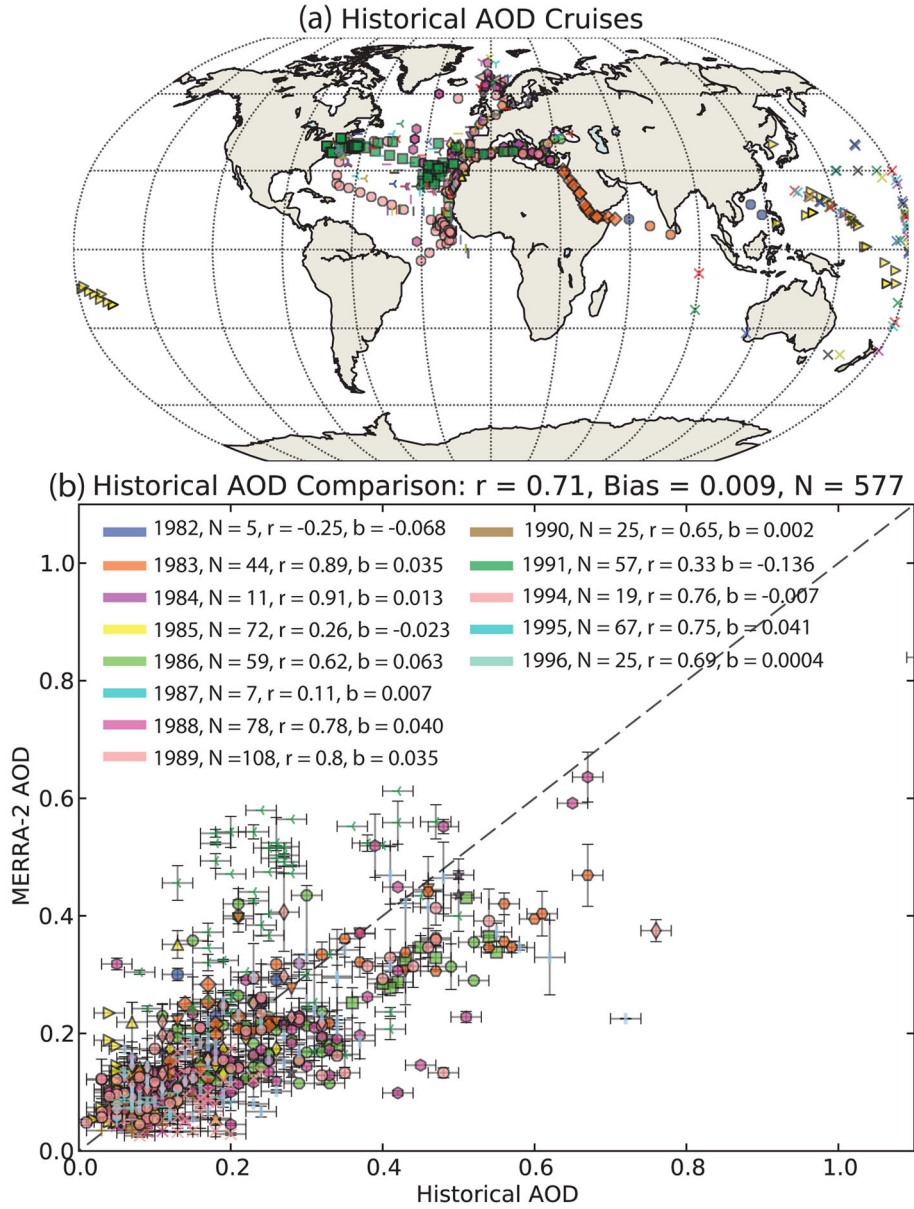 (a) Historical AOD Cruises
(b) Historical AOD Comparison: r = 0.71, Bias = 0.009, N = 577
1982, N = 5, r = -0.25, b = -0.068
1983, N = 44, r = 0.89, b = 0.035
1984, N = 11, r = 0.91, b = 0.013
1985, N = 72, r = 0.26, b = -0.023
1986, N = 59, r = 0.62, b = 0.063
1987, N = 7, r = 0.11, b = 0.007
1988, N = 78, r = 0.78, b = 0.040
1989, N =108, r = 0.8, b = 0.035
1990, N = 25, r = 0.65, b = 0.002
1991, N = 57, r = 0.33 b = -0.136
1994, N = 19, r = 0.76, b = -0.007
1995, N = 67, r = 0.75, b = 0.041
1996, N = 25, r = 0.69, b = 0.0004
MERRA-2 AOD
1.0
0.8
0.6
0.4
0.2
0.0
0.0 0.2 0.4 0.6 0.8 1.0
Historical AOD